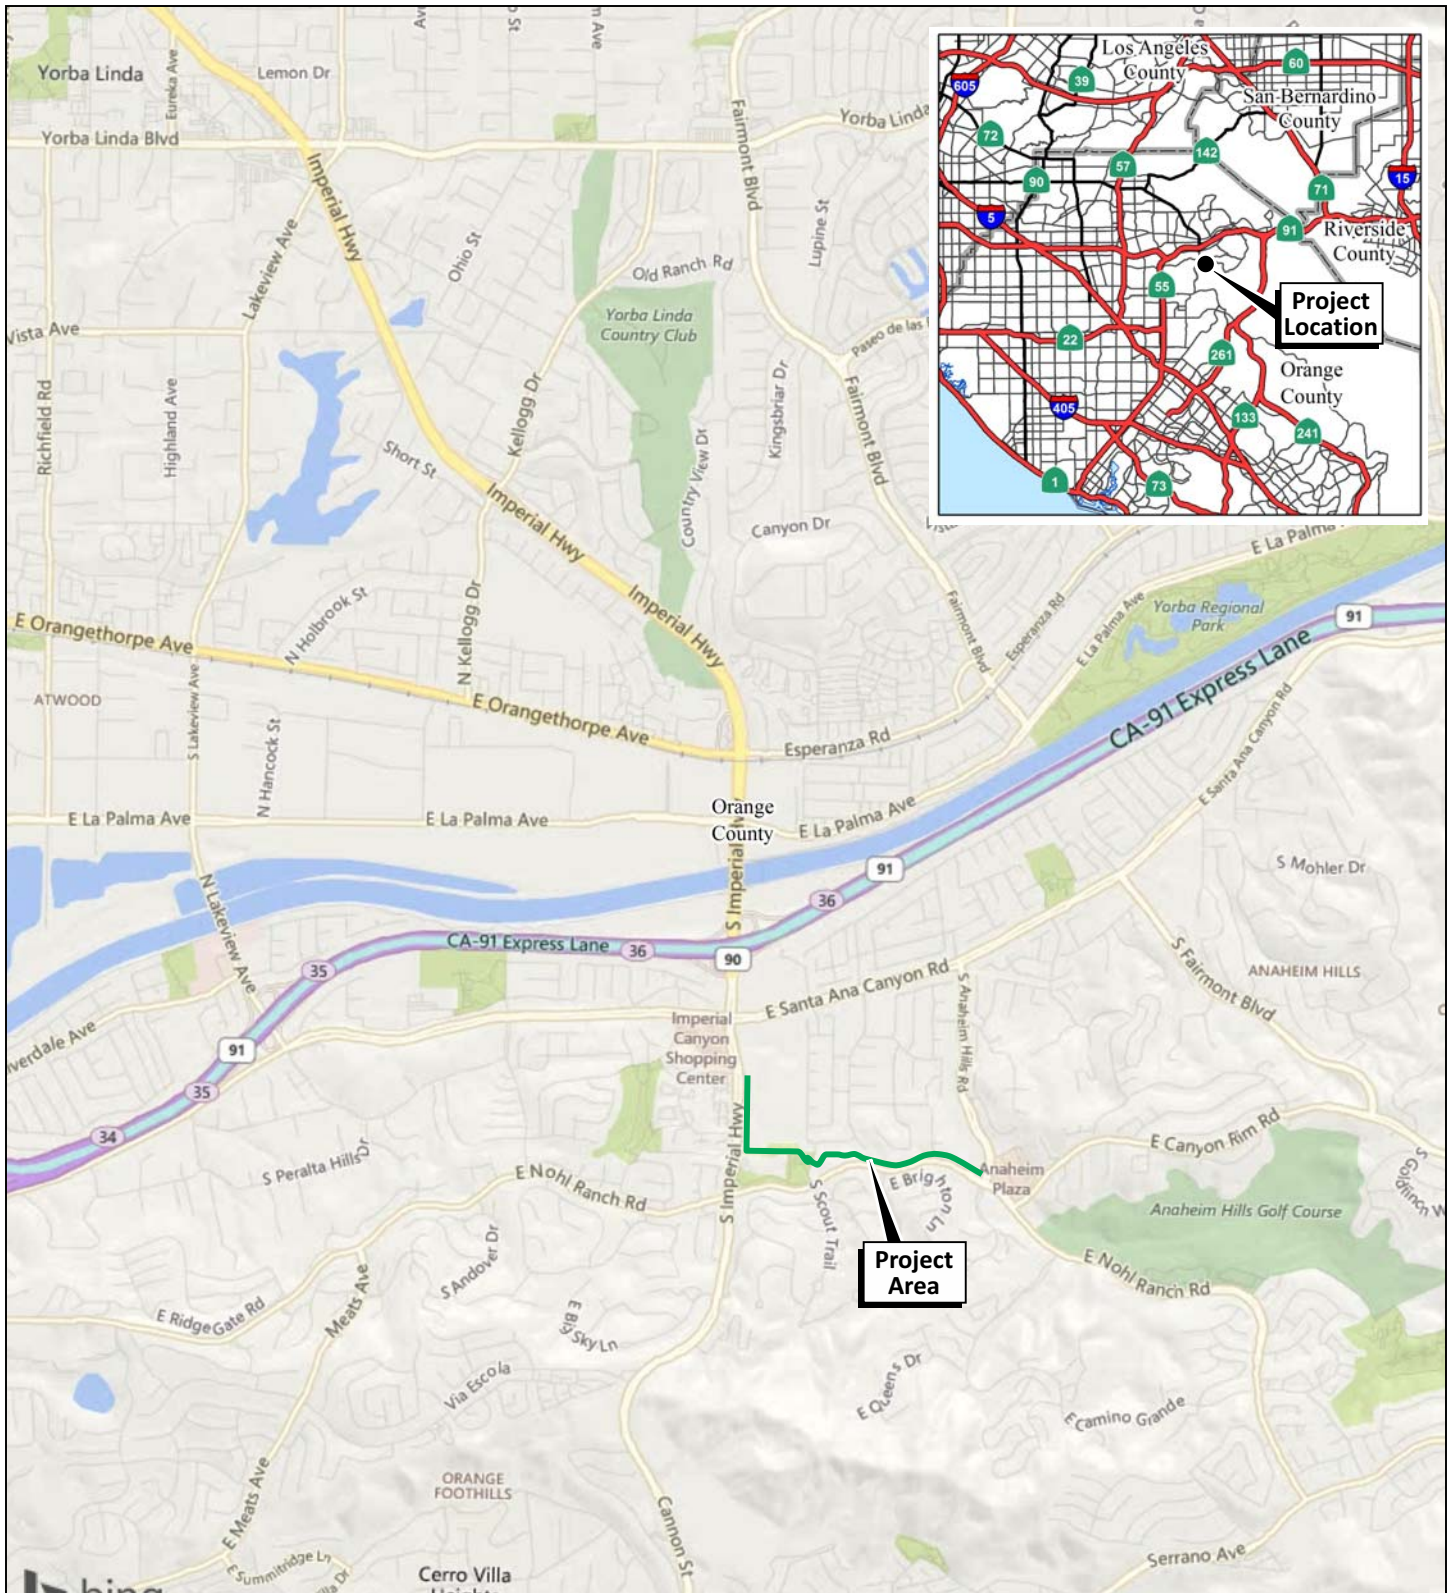 Yorba Linda
Eureka Ave
Lemon Dr
Yorba Linda Blvd
Imperial Hwy
Fairmont Blvd
Yorba Linda
Lakeview Ave
Ohio St
Lupine St
Old Ranch Rd
Yorba Linda
Country Club
Vista Ave
Paseo de las
Richfield Rd
Highland Ave
Short St
Kellogg Dr
Country View Dr
Kingsbriar Dr
Fairmont Blvd
Imperial Hwy
Canyon Dr
Los Angeles
County
San Bernardino
County
Riverside
County
Orange
County
605
39
60
72
57
142
90
71
15
5
91
55
22
261
405
133
241
1
73
Project
Location
E La Palma
E Orangethorpe Ave
N Holbrook St
N Kellogg Dr
Imperial Hwy
Fairmont Blvd
Esperanza Rd
E La Palma Ave
Yorba Regional
Park
91
CA-91 Express Lane
ATWOOD
S Lakeview Ave
N Hancock St
E Orangethorpe Ave
Esperanza Rd
E Santa Ana Canyon Rd
E La Palma Ave
E La Palma Ave
Orange
County
E La Palma Ave
S Imperial
91
36
S Mohler Dr
N Lakeview Ave
CA-91 Express Lane
36
90
35
E Santa Ana Canyon Rd
S Anaheim Hills Rd
S Fairmont Blvd
ANAHEIM HILLS
Imperial
Canyon
Shopping
Center
91
35
34
S Imperial Hwy
E Canyon Rim Rd
S Peralta Hills Dr
E Nohl Ranch Rd
S Scout Trail
E Brighton Ln
Anaheim
Plaza
Anaheim Hills Golf Course
Project
Area
S Andover Dr
E Nohl Ranch Rd
E Ridge Gate Rd
Meats Ave
E Big Sky Ln
Via Escola
E Queens Dr
E Camino Grande
E Meats Ave
ORANGE
FOOTHILLS
Cannon St
Serrano Ave
E Summitridge Ln
Cerro Villa
bing